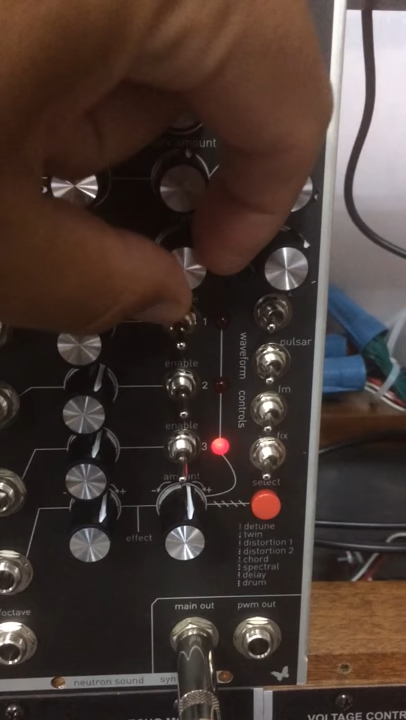 amount
1
pulsar
enable
2
fm
waveform controls
enable
3
fix
select
effect
detune
twin
distortion 1
distortion 2
chord
spectral
delay
drum
octave
main out
pwm out
neutron sound
VOLTAGE CONTR